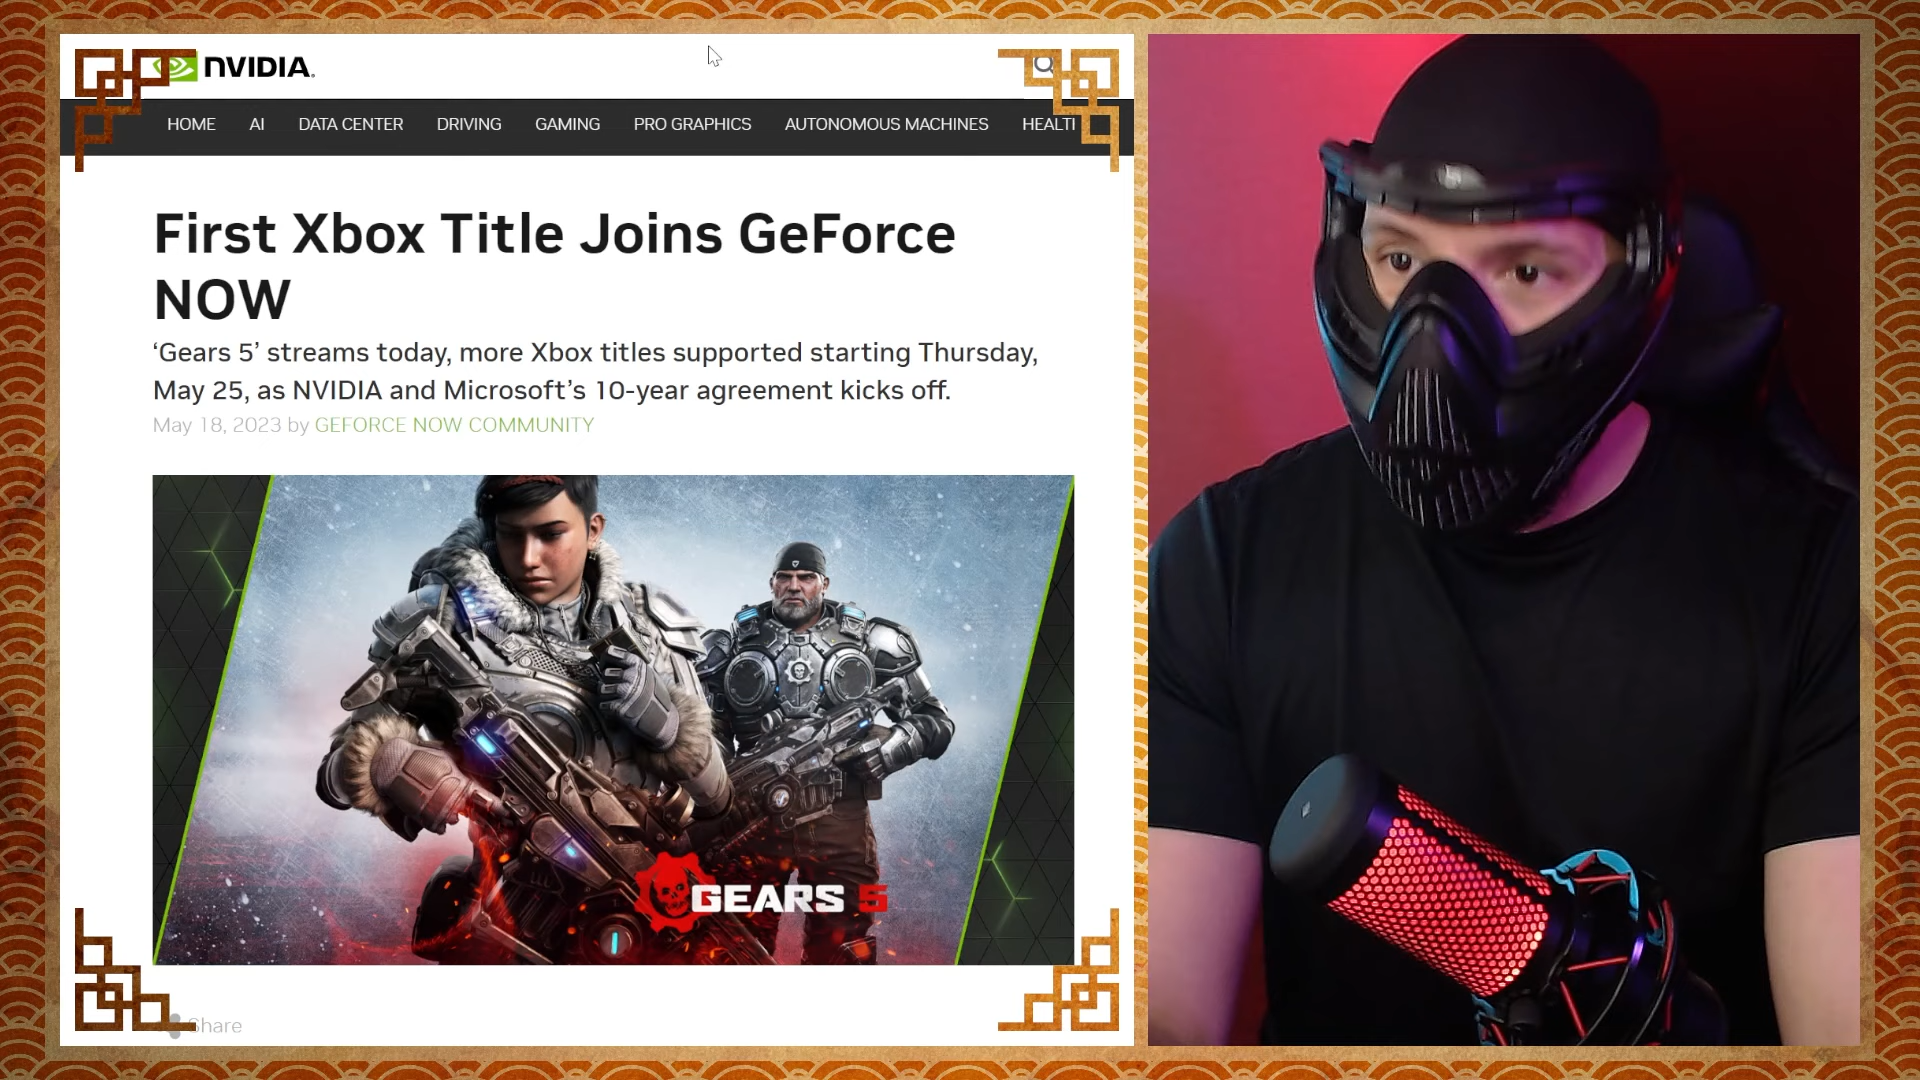 NVIDIA.
HOME AI DATA CENTER DRIVING GAMING PRO GRAPHICS AUTONOMOUS MACHINES HEALT
First Xbox Title Joins GeForce
NOW
‘Gears 5’ streams today, more Xbox titles supported starting Thursday,
May 25, as NVIDIA and Microsoft’s 10-year agreement kicks off.
May 18, 2023 by GEFORCE NOW COMMUNITY
GEARS 5
Share